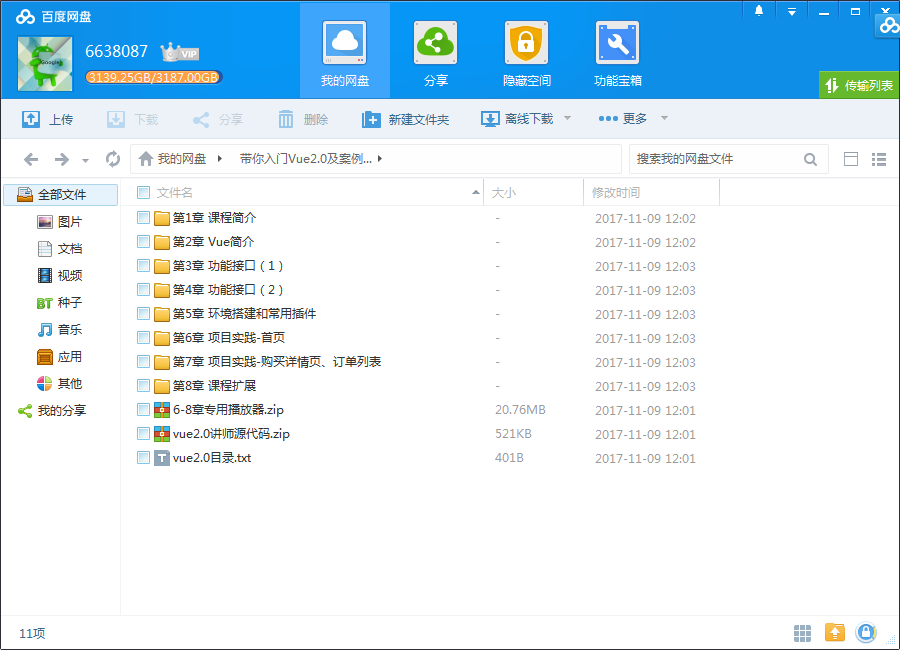 百度网盘
6638087 VIP
3139.25GB/3187.00GB
我的网盘 分享 隐藏空间 功能宝箱
传输列表
上传 下载 分享 删除 新建文件夹 离线下载 更多
我的网盘 带你入门Vue2.0及案例... 搜索我的网盘文件
全部文件
图片
文档
视频
BT 种子
音乐
应用
其他
我的分享
文件名 大小 修改时间
第1章 课程简介 - 2017-11-09 12:02
第2章 Vue简介 - 2017-11-09 12:02
第3章 功能接口（1） - 2017-11-09 12:03
第4章 功能接口（2） - 2017-11-09 12:03
第5章 环境搭建和常用插件 - 2017-11-09 12:03
第6章 项目实践-首页 - 2017-11-09 12:03
第7章 项目实践-购买详情页、订单列表 - 2017-11-09 12:03
第8章 课程扩展 - 2017-11-09 12:03
6-8章专用播放器.zip 20.76MB 2017-11-09 12:01
vue2.0讲师源代码.zip 521KB 2017-11-09 12:01
T vue2.0目录.txt 401B 2017-11-09 12:01
11项